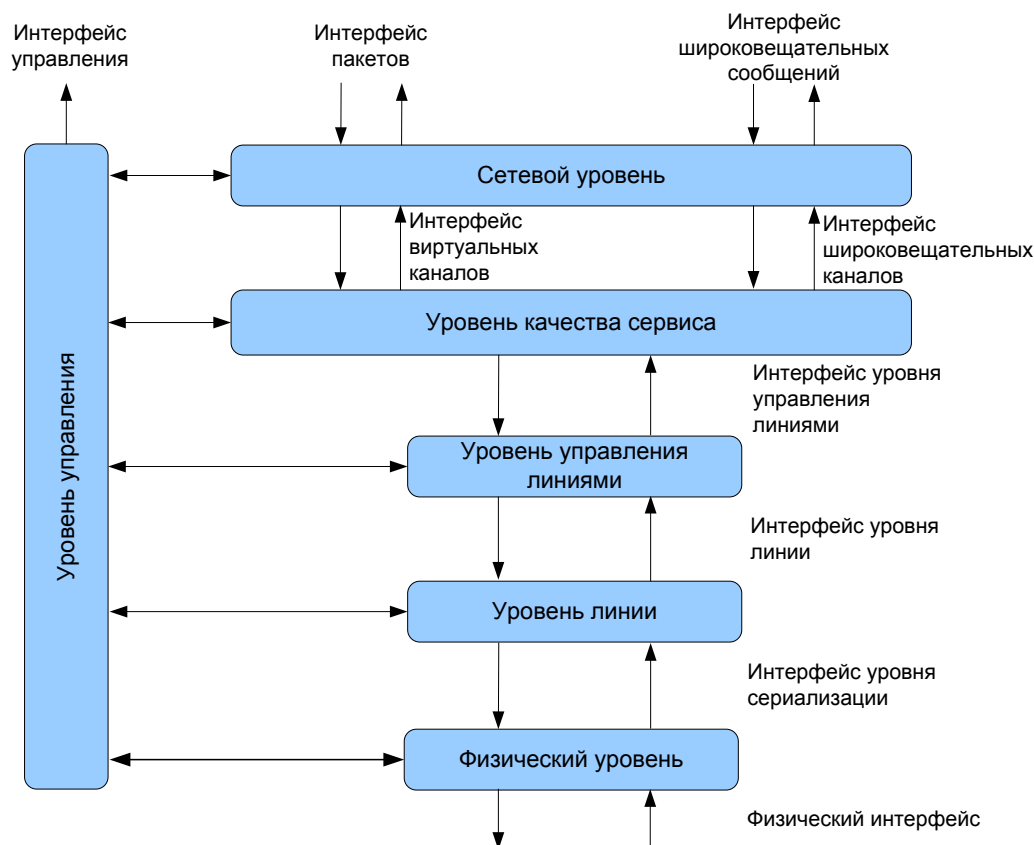 Интерфейс
управления
Интерфейс
пакетов
Интерфейс
широковещательных
сообщений
Сетевой уровень
Интерфейс
виртуальных
каналов
Интерфейс
широковещательных
каналов
Уровень качества сервиса
Уровень управления
Интерфейс уровня
управления
линиями
Уровень управления
линиями
Интерфейс уровня
линии
Уровень линии
Интерфейс уровня
сериализации
Физический уровень
Физический интерфейс